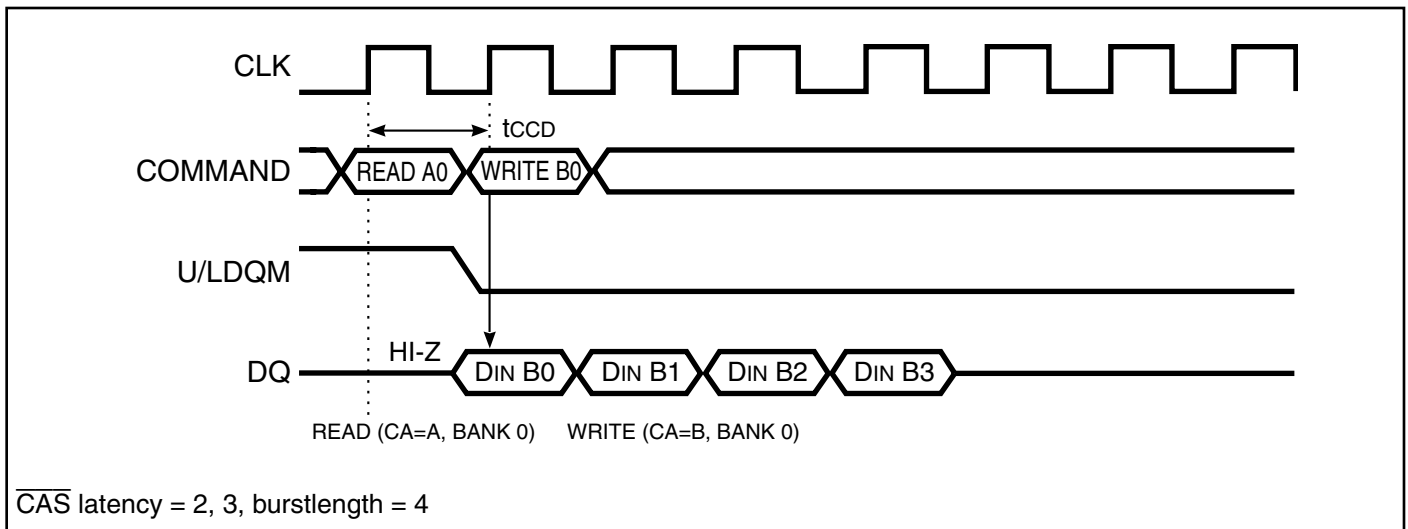 CLK
tCCD
COMMAND READ A0 WRITE B0
U/LDQM
HI-Z
DQ DIN B0 DIN B1 DIN B2 DIN B3
READ (CA=A, BANK 0) WRITE (CA=B, BANK 0)
CAS latency = 2, 3, burstlength = 4